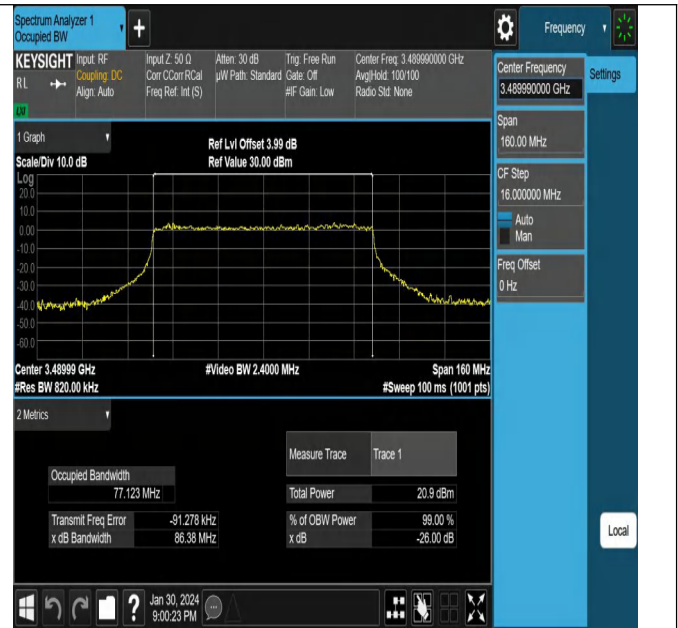 Spectrum Analyzer 1
Occupied BW
Frequency
KEYSIGHT
RL
Input: RF
Coupling: DC
Align: Auto
Input Z: 50 Ω
Corr CCorr RCal
Freq Ref: Int (S)
Atten: 30 dB
µW Path: Standard
Trig: Free Run
Gate: Off
#IF Gain: Low
Center Freq: 3.489990000 GHz
Avg|Hold: 100/100
Radio Std: None
Center Frequency
3.489990000 GHz
Settings
Span
160.00 MHz
CF Step
16.000000 MHz
Auto
Man
Freq Offset
0 Hz
1 Graph
Scale/Div 10.0 dB
Ref Lvl Offset 3.99 dB
Ref Value 30.00 dBm
Log
20.0
10.0
0.00
-10.0
-20.0
-30.0
-40.0
-50.0
-60.0
Center 3.48999 GHz
#Video BW 2.4000 MHz
Span 160 MHz
#Res BW 820.00 kHz
#Sweep 100 ms (1001 pts)
2 Metrics
Measure Trace
Trace 1
Occupied Bandwidth
77.123 MHz
Total Power
20.9 dBm
Transmit Freq Error
-91.278 kHz
% of OBW Power
99.00 %
x dB Bandwidth
86.38 MHz
x dB
-26.00 dB
Local
?
Jan 30, 2024
9:00:23 PM